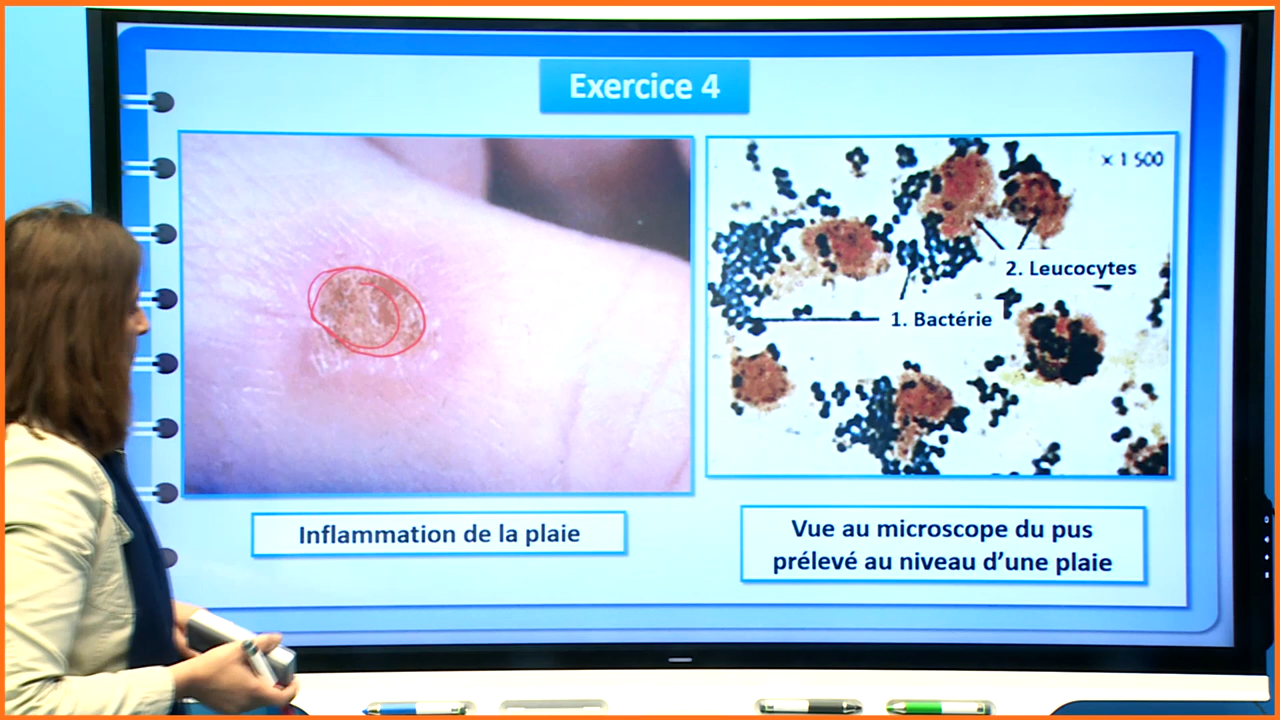 Exercice 4
× 1 500
2. Leucocytes
1. Bactérie
Inflammation de la plaie
Vue au microscope du pus
prélevé au niveau d'une plaie